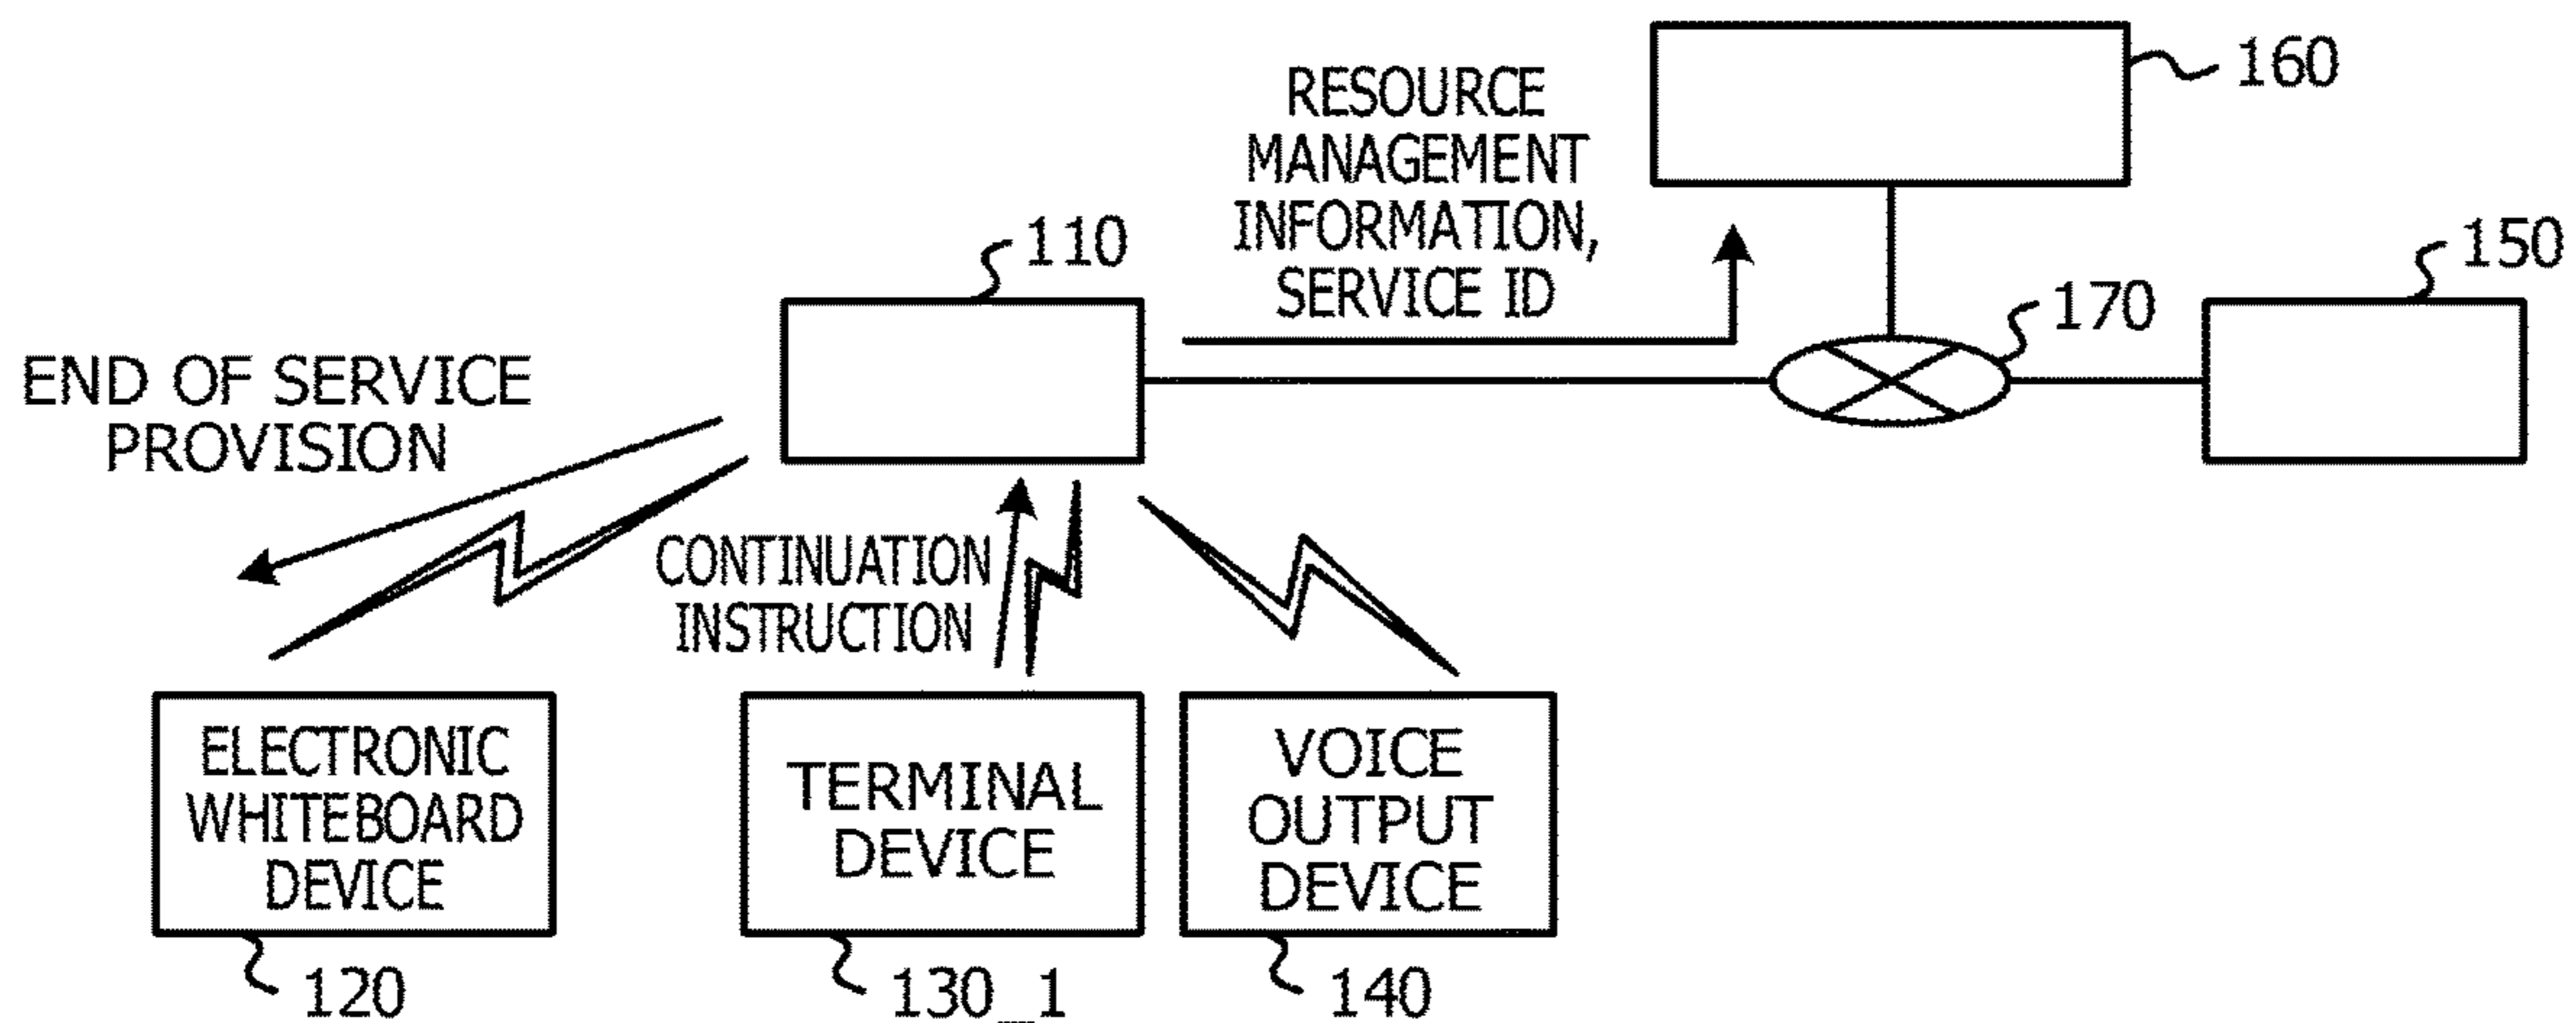 RESOURCE
MANAGEMENT
INFORMATION,
SERVICE ID
160
110
150
170
END OF SERVICE
PROVISION
CONTINUATION
INSTRUCTION
ELECTRONIC
WHITEBOARD
DEVICE
TERMINAL
DEVICE
VOICE
OUTPUT
DEVICE
120
130_1
140